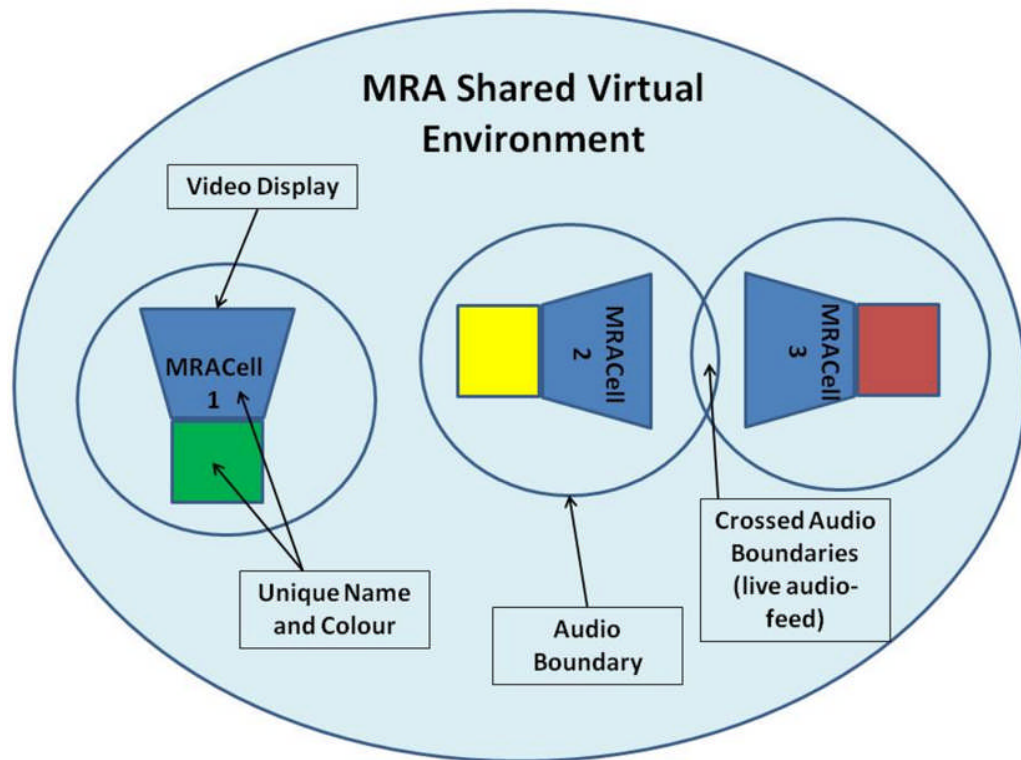 MRA Shared Virtual
Environment
Video Display
MRACell
1
MRACell
2
MRACell
3
Unique Name
and Colour
Audio
Boundary
Crossed Audio
Boundaries
(live audio-
feed)